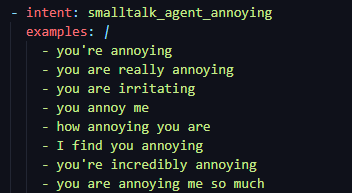 - intent: smalltalk_agent_annoying
examples: |
- you're annoying
- you are really annoying
- you are irritating
- you annoy me
- how annoying you are
- I find you annoying
- you're incredibly annoying
- you are annoying me so much